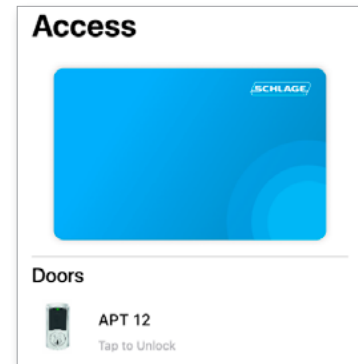 Access
SCHLAGE
Doors
APT 12
Tap to Unlock